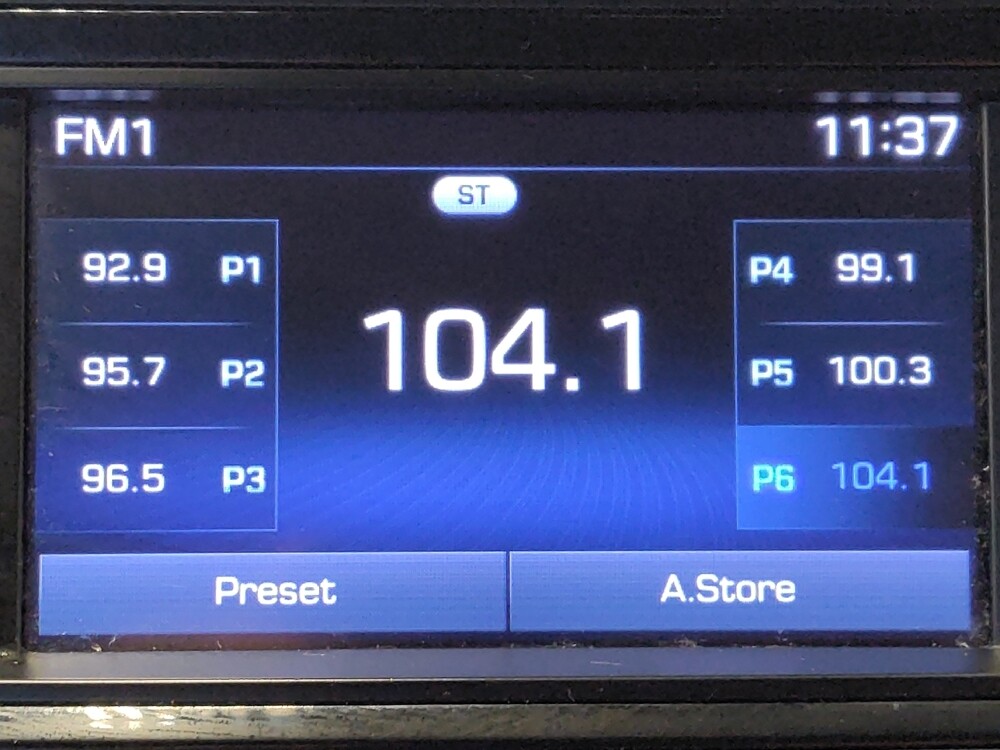 FM1 11:37
ST
92.9 P1
95.7 P2
96.5 P3
104.1
P4 99.1
P5 100.3
P6 104.1
Preset A.Store